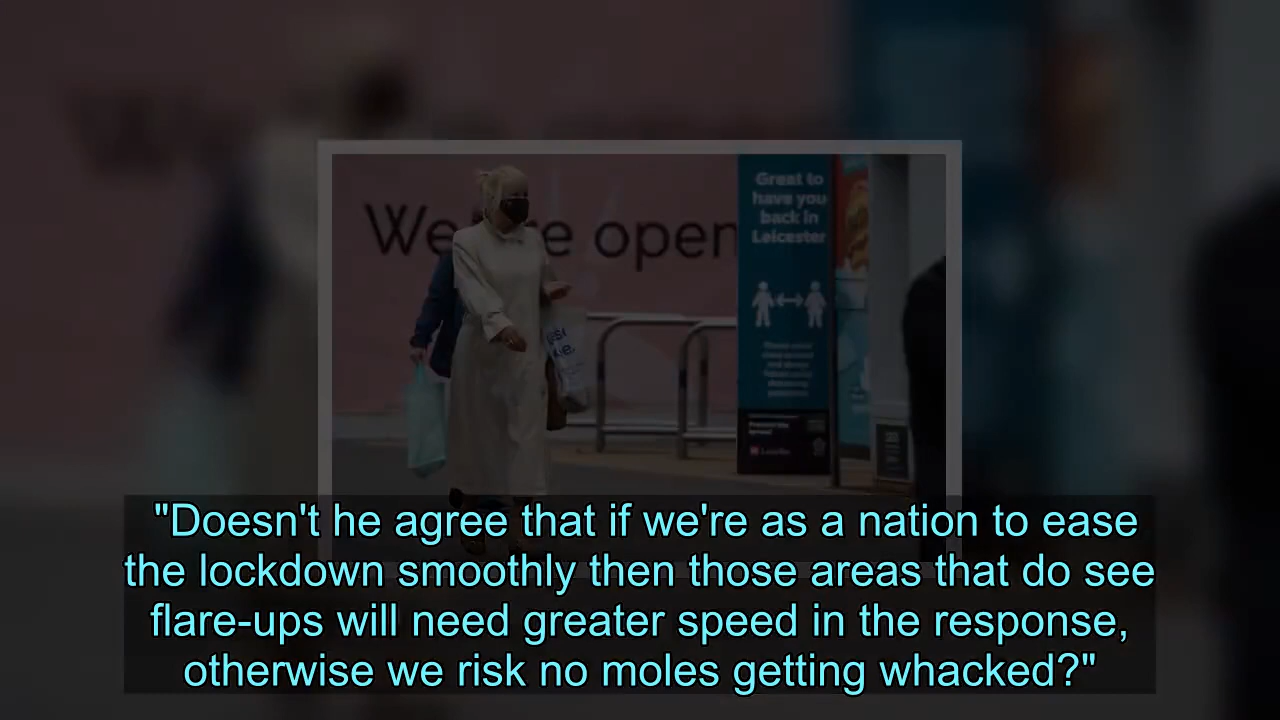 We're open
Great to
have you
back in
Leicester
"Doesn't he agree that if we're as a nation to ease
the lockdown smoothly then those areas that do see
flare-ups will need greater speed in the response,
otherwise we risk no moles getting whacked?"